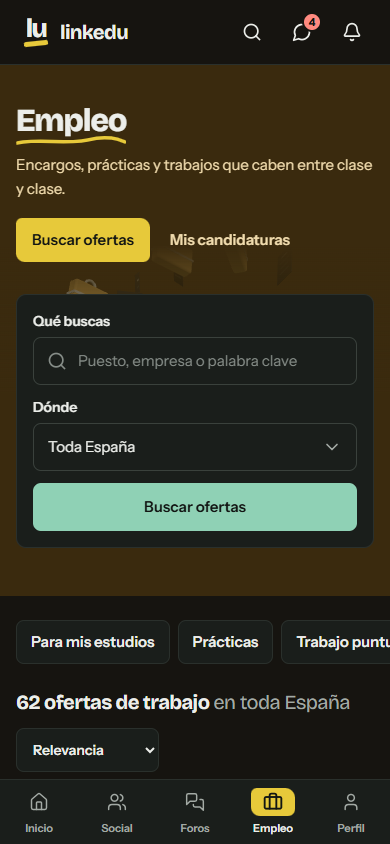 lu linkedu
4
Empleo
Encargos, prácticas y trabajos que caben entre clase
y clase.
Buscar ofertas
Mis candidaturas
Qué buscas
Puesto, empresa o palabra clave
Dónde
Toda España
Buscar ofertas
Para mis estudios
Prácticas
Trabajo puntu
62 ofertas de trabajo en toda España
Relevancia
Inicio
Social
Foros
Empleo
Perfil